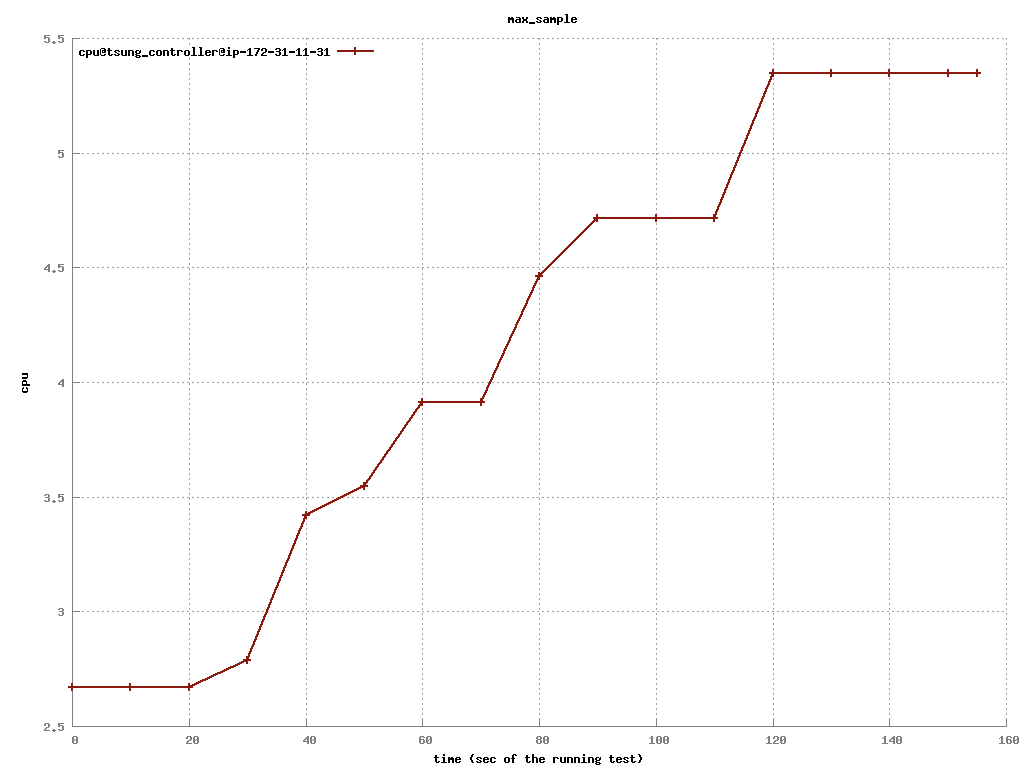 max_sample
5.5
cpu@tsung_controller@ip-172-31-11-31
5
4.5
4
cpu
3.5
3
2.5
0 20 40 60 80 100 120 140 160
time (sec of the running test)